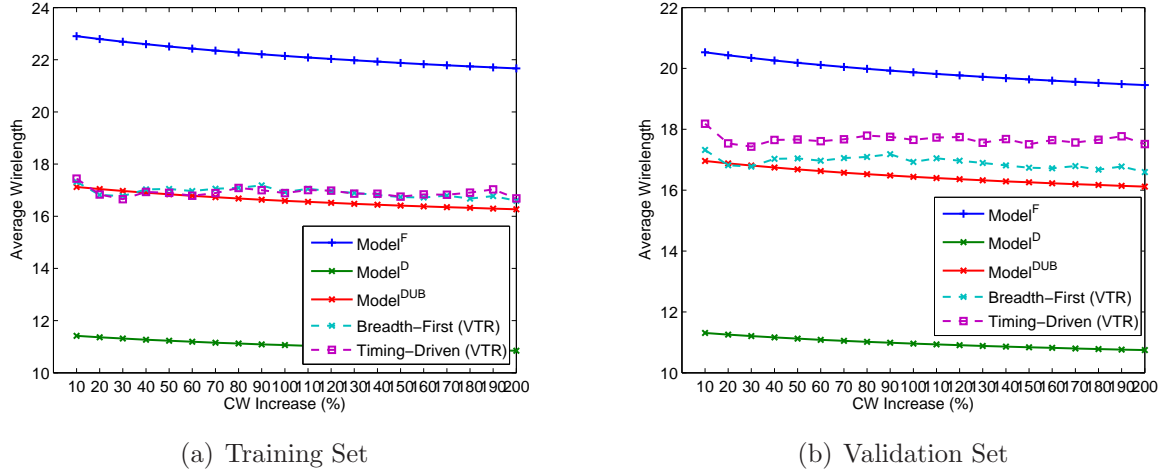 24
22
20
18
16
14
12
10
Average Wirelength
10 20 30 40 50 60 70 80 90 100 110 120 130 140 150 160 170 180 190 200
CW Increase (%)
Model^F
Model^D
Model^DUB
Breadth−First (VTR)
Timing−Driven (VTR)
(a) Training Set
22
20
18
16
14
12
10
Average Wirelength
10 20 30 40 50 60 70 80 90 100 110 120 130 140 150 160 170 180 190 200
CW Increase (%)
Model^F
Model^D
Model^DUB
Breadth−First (VTR)
Timing−Driven (VTR)
(b) Validation Set